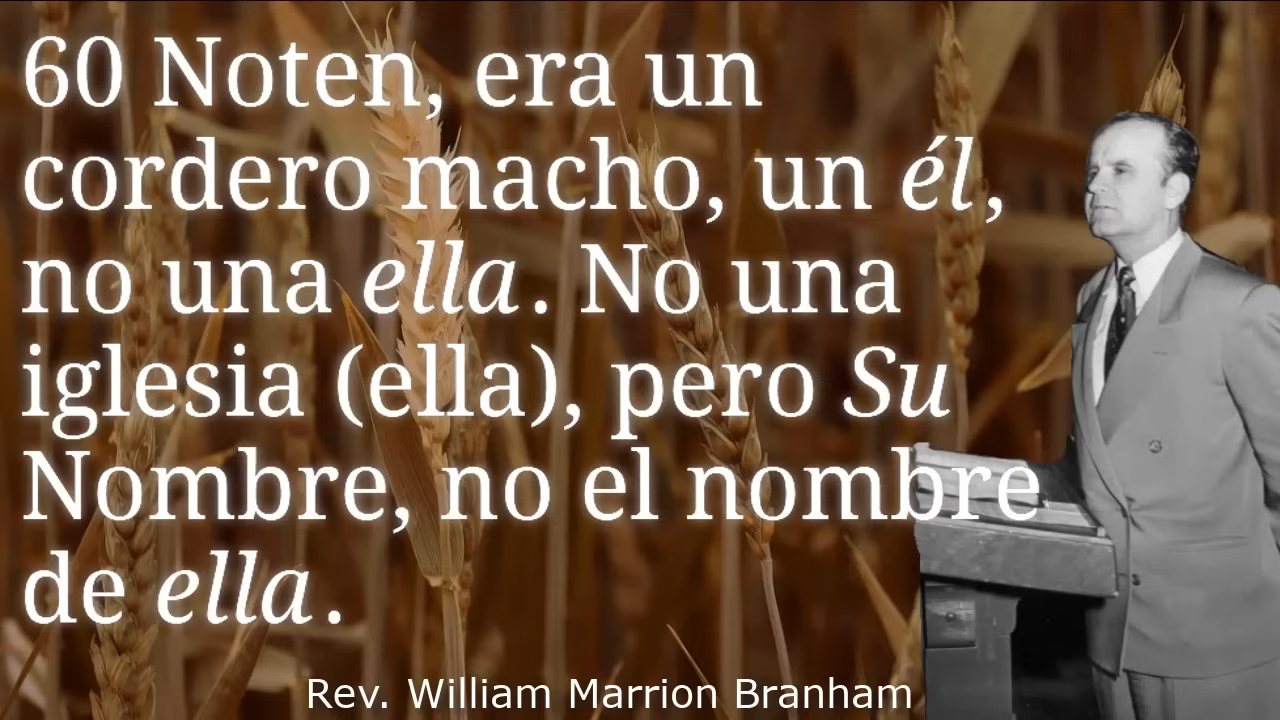 60 Noten, era un
cordero macho, un él,
no una ella. No una
iglesia (ella), pero Su
Nombre, no el nombre
de ella.
Rev. William Marrion Branham